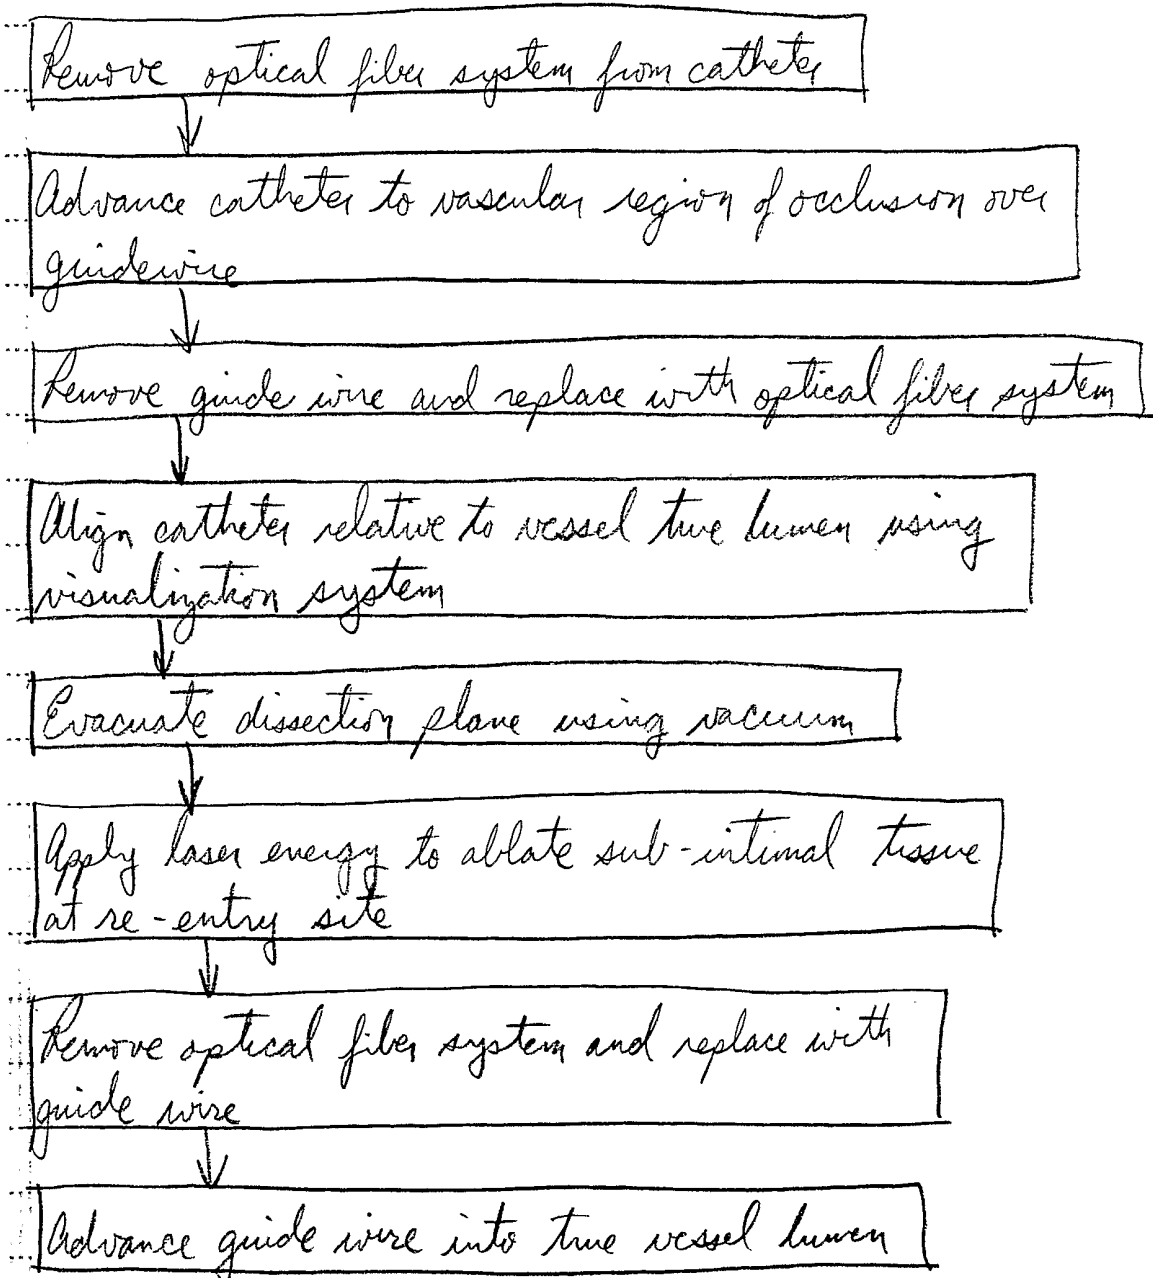 Remove optical fiber system from catheter
Advance catheter to vascular region of occlusion over
guidewire
Remove guide wire and replace with optical fiber system
Align catheter relative to vessel true lumen using
visualization system
Evacuate dissection plane using vacuum
Apply laser energy to ablate sub-intimal tissue
at re-entry site
Remove optical fiber system and replace with
guide wire
Advance guide wire into true vessel lumen